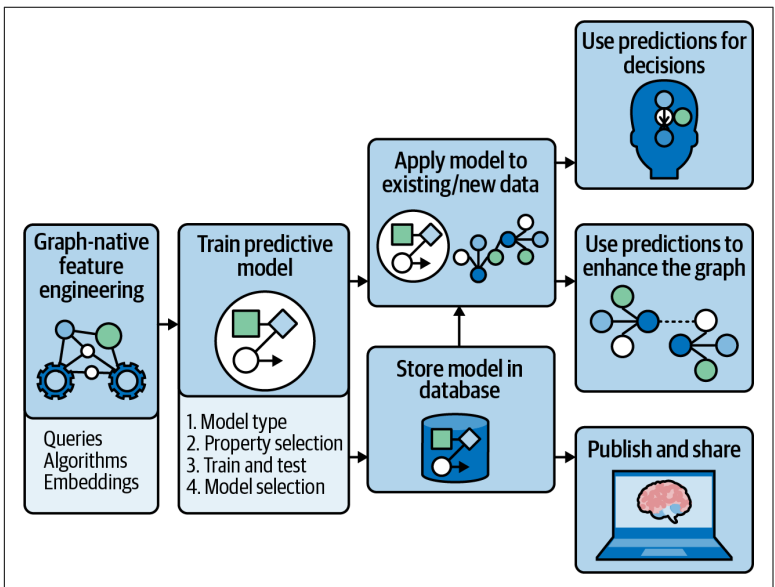 Graph-native
feature
engineering
Queries
Algorithms
Embeddings
Train predictive
model
1. Model type
2. Property selection
3. Train and test
4. Model selection
Apply model to
existing/new data
Store model in
database
Use predictions for
decisions
Use predictions to
enhance the graph
Publish and share